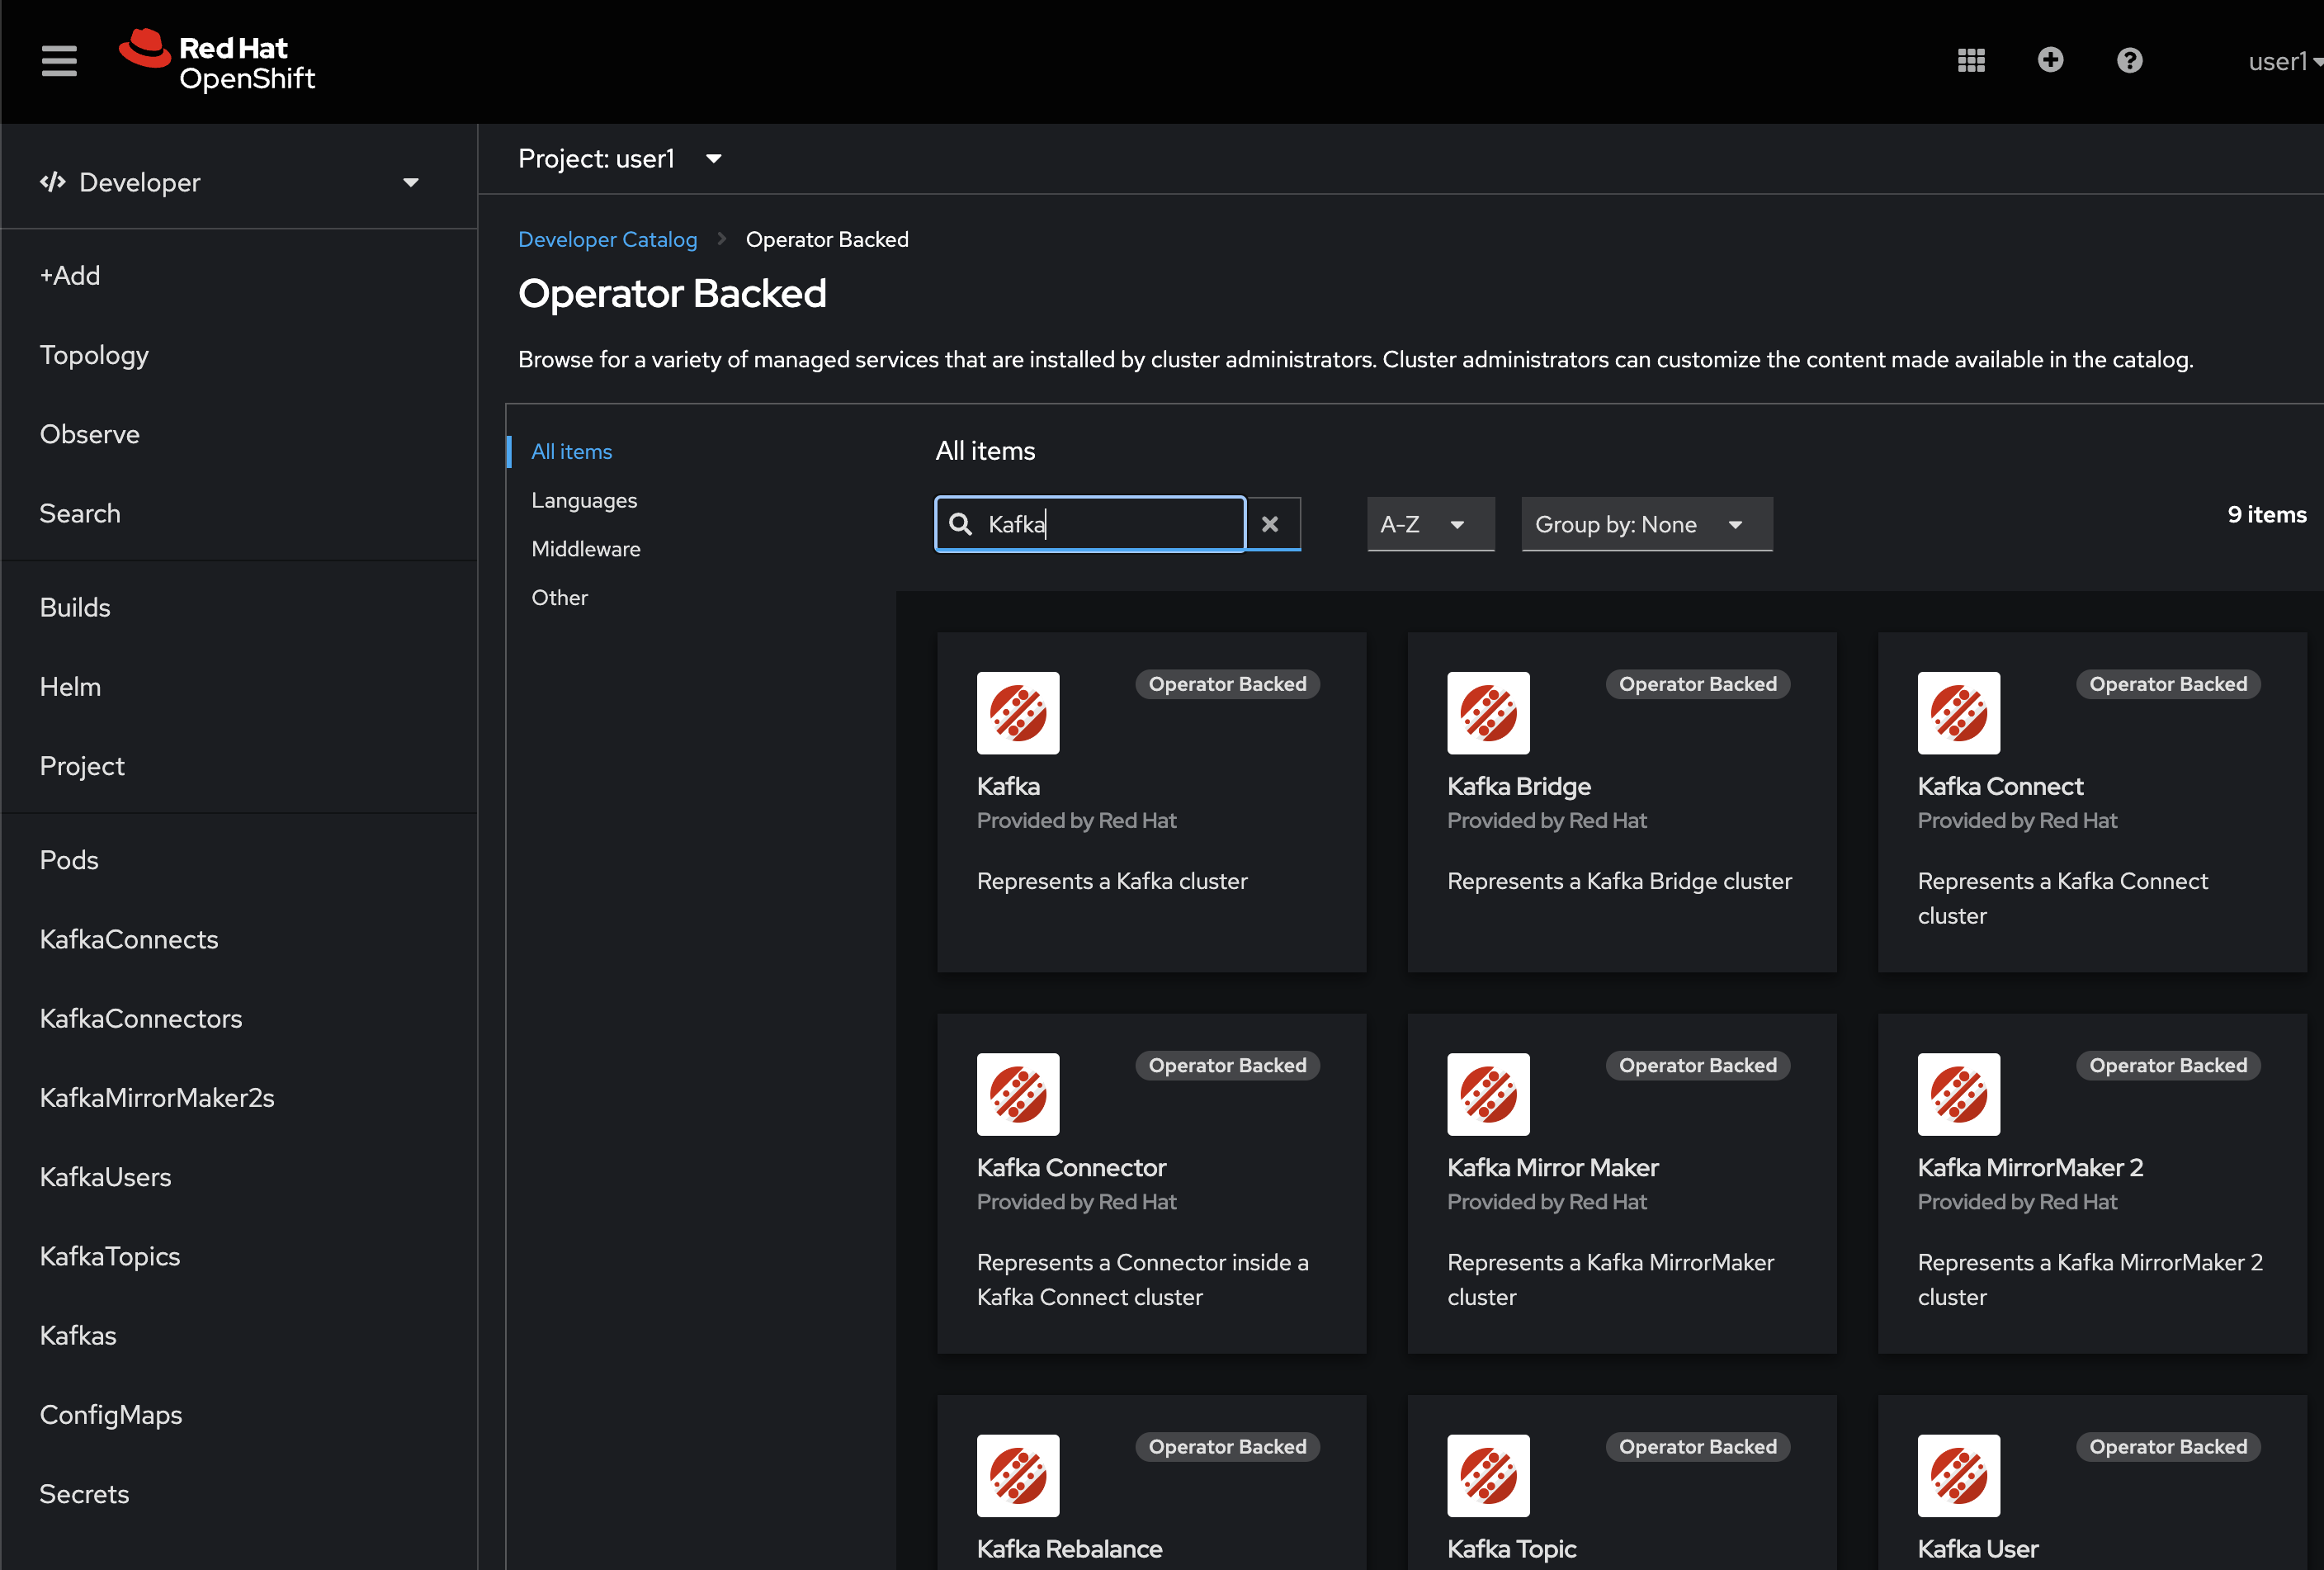 Red Hat
OpenShift
user1
Developer
+Add
Topology
Observe
Search
Builds
Helm
Project
Pods
KafkaConnects
KafkaConnectors
KafkaMirrorMaker2s
KafkaUsers
KafkaTopics
Kafkas
ConfigMaps
Secrets
Project: user1
Developer Catalog > Operator Backed
Operator Backed
Browse for a variety of managed services that are installed by cluster administrators. Cluster administrators can customize the content made available in the catalog.
All items
Languages
Middleware
Other
All items
Kafka
A-Z
Group by: None
9 items
Operator Backed
Kafka
Provided by Red Hat
Represents a Kafka cluster
Operator Backed
Kafka Bridge
Provided by Red Hat
Represents a Kafka Bridge cluster
Operator Backed
Kafka Connect
Provided by Red Hat
Represents a Kafka Connect
cluster
Operator Backed
Kafka Connector
Provided by Red Hat
Represents a Connector inside a
Kafka Connect cluster
Operator Backed
Kafka Mirror Maker
Provided by Red Hat
Represents a Kafka MirrorMaker
cluster
Operator Backed
Kafka MirrorMaker 2
Provided by Red Hat
Represents a Kafka MirrorMaker 2
cluster
Operator Backed
Kafka Rebalance
Operator Backed
Kafka Topic
Operator Backed
Kafka User